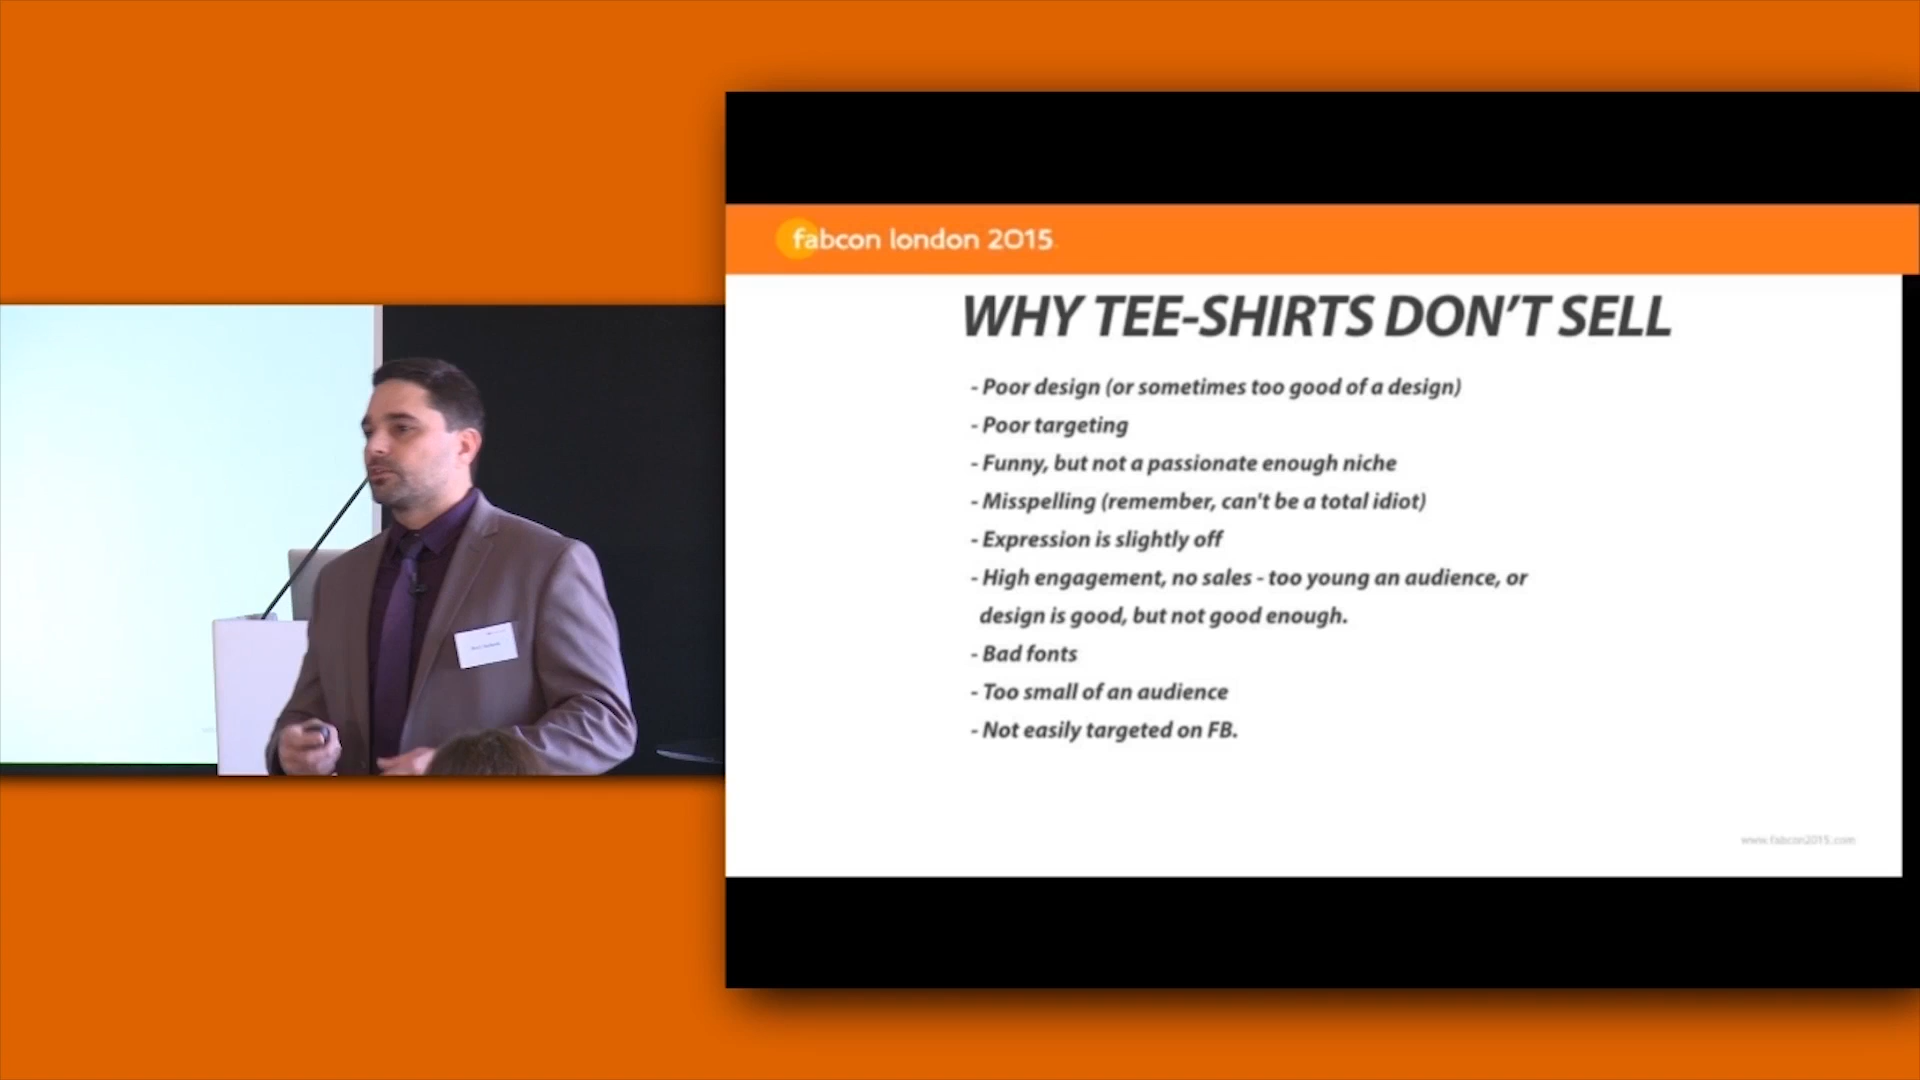 fabcon london 2015
WHY TEE-SHIRTS DON'T SELL
- Poor design (or sometimes too good of a design)
- Poor targeting
- Funny, but not a passionate enough niche
- Misspelling (remember, can't be a total idiot)
- Expression is slightly off
- High engagement, no sales - too young an audience, or
design is good, but not good enough.
- Bad fonts
- Too small of an audience
- Not easily targeted on FB.
www.fabcon2015.com